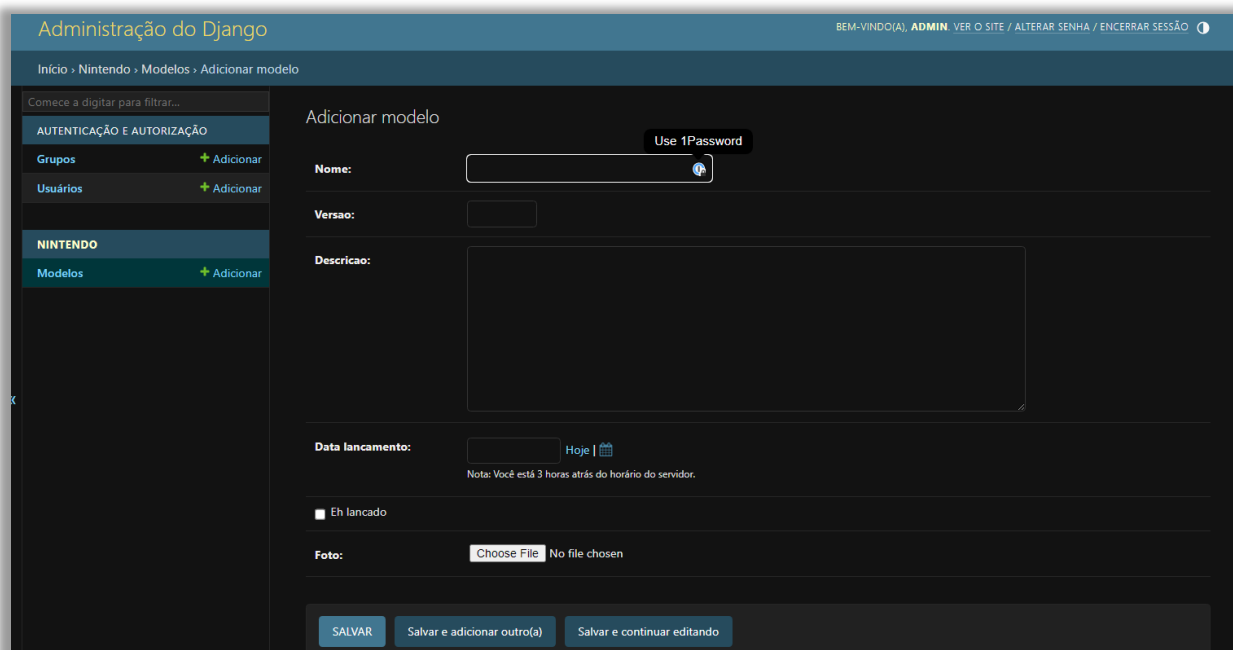 Administração do Django
BEM-VINDO(A), ADMIN. VER O SITE / ALTERAR SENHA / ENCERRAR SESSÃO
Início › Nintendo › Modelos › Adicionar modelo
Comece a digitar para filtrar...
AUTENTICAÇÃO E AUTORIZAÇÃO
Grupos + Adicionar
Usuários + Adicionar
NINTENDO
Modelos + Adicionar
«
Adicionar modelo
Use 1Password
Nome:
Versao:
Descricao:
Data lancamento:
Hoje |
Nota: Você está 3 horas atrás do horário do servidor.
Eh lancado
Foto:
Choose File No file chosen
SALVAR
Salvar e adicionar outro(a)
Salvar e continuar editando